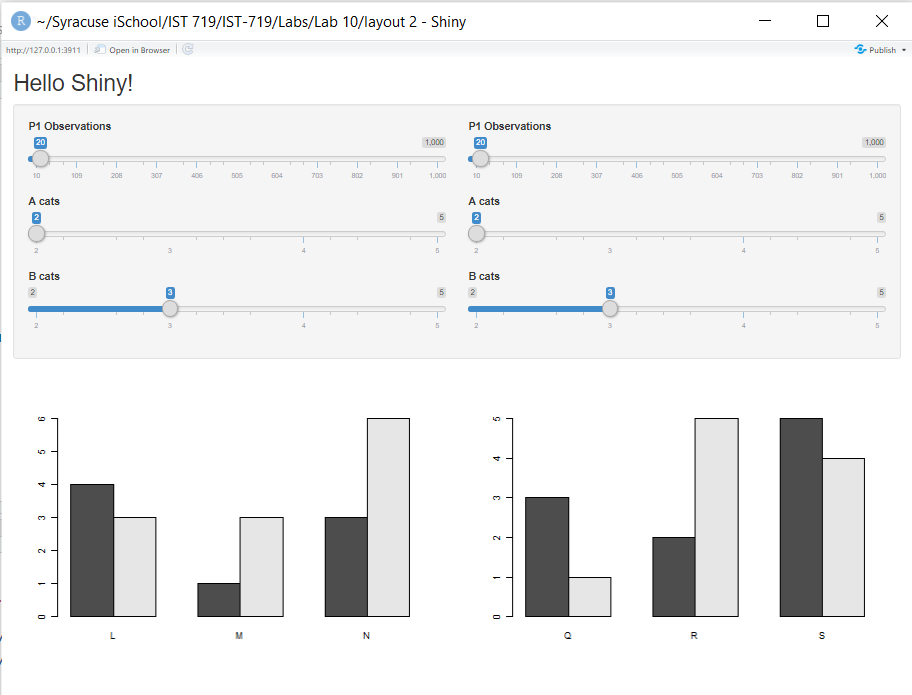 R ~/Syracuse iSchool/IST 719/IST-719/Labs/Lab 10/layout 2 - Shiny
http://127.0.0.1:3911 Open in Browser Publish
Hello Shiny!
P1 Observations P1 Observations
20 1,000 20 1,000
10 109 208 307 406 505 604 703 802 901 1,000 10 109 208 307 406 505 604 703 802 901 1,000
A cats A cats
2 5 2 5
2 3 4 5 2 3 4 5
B cats B cats
2 3 5 2 3 5
2 3 4 5 2 3 4 5
6 5
5 4
4 3
3 2
2 1
1 0
0
L M N Q R S